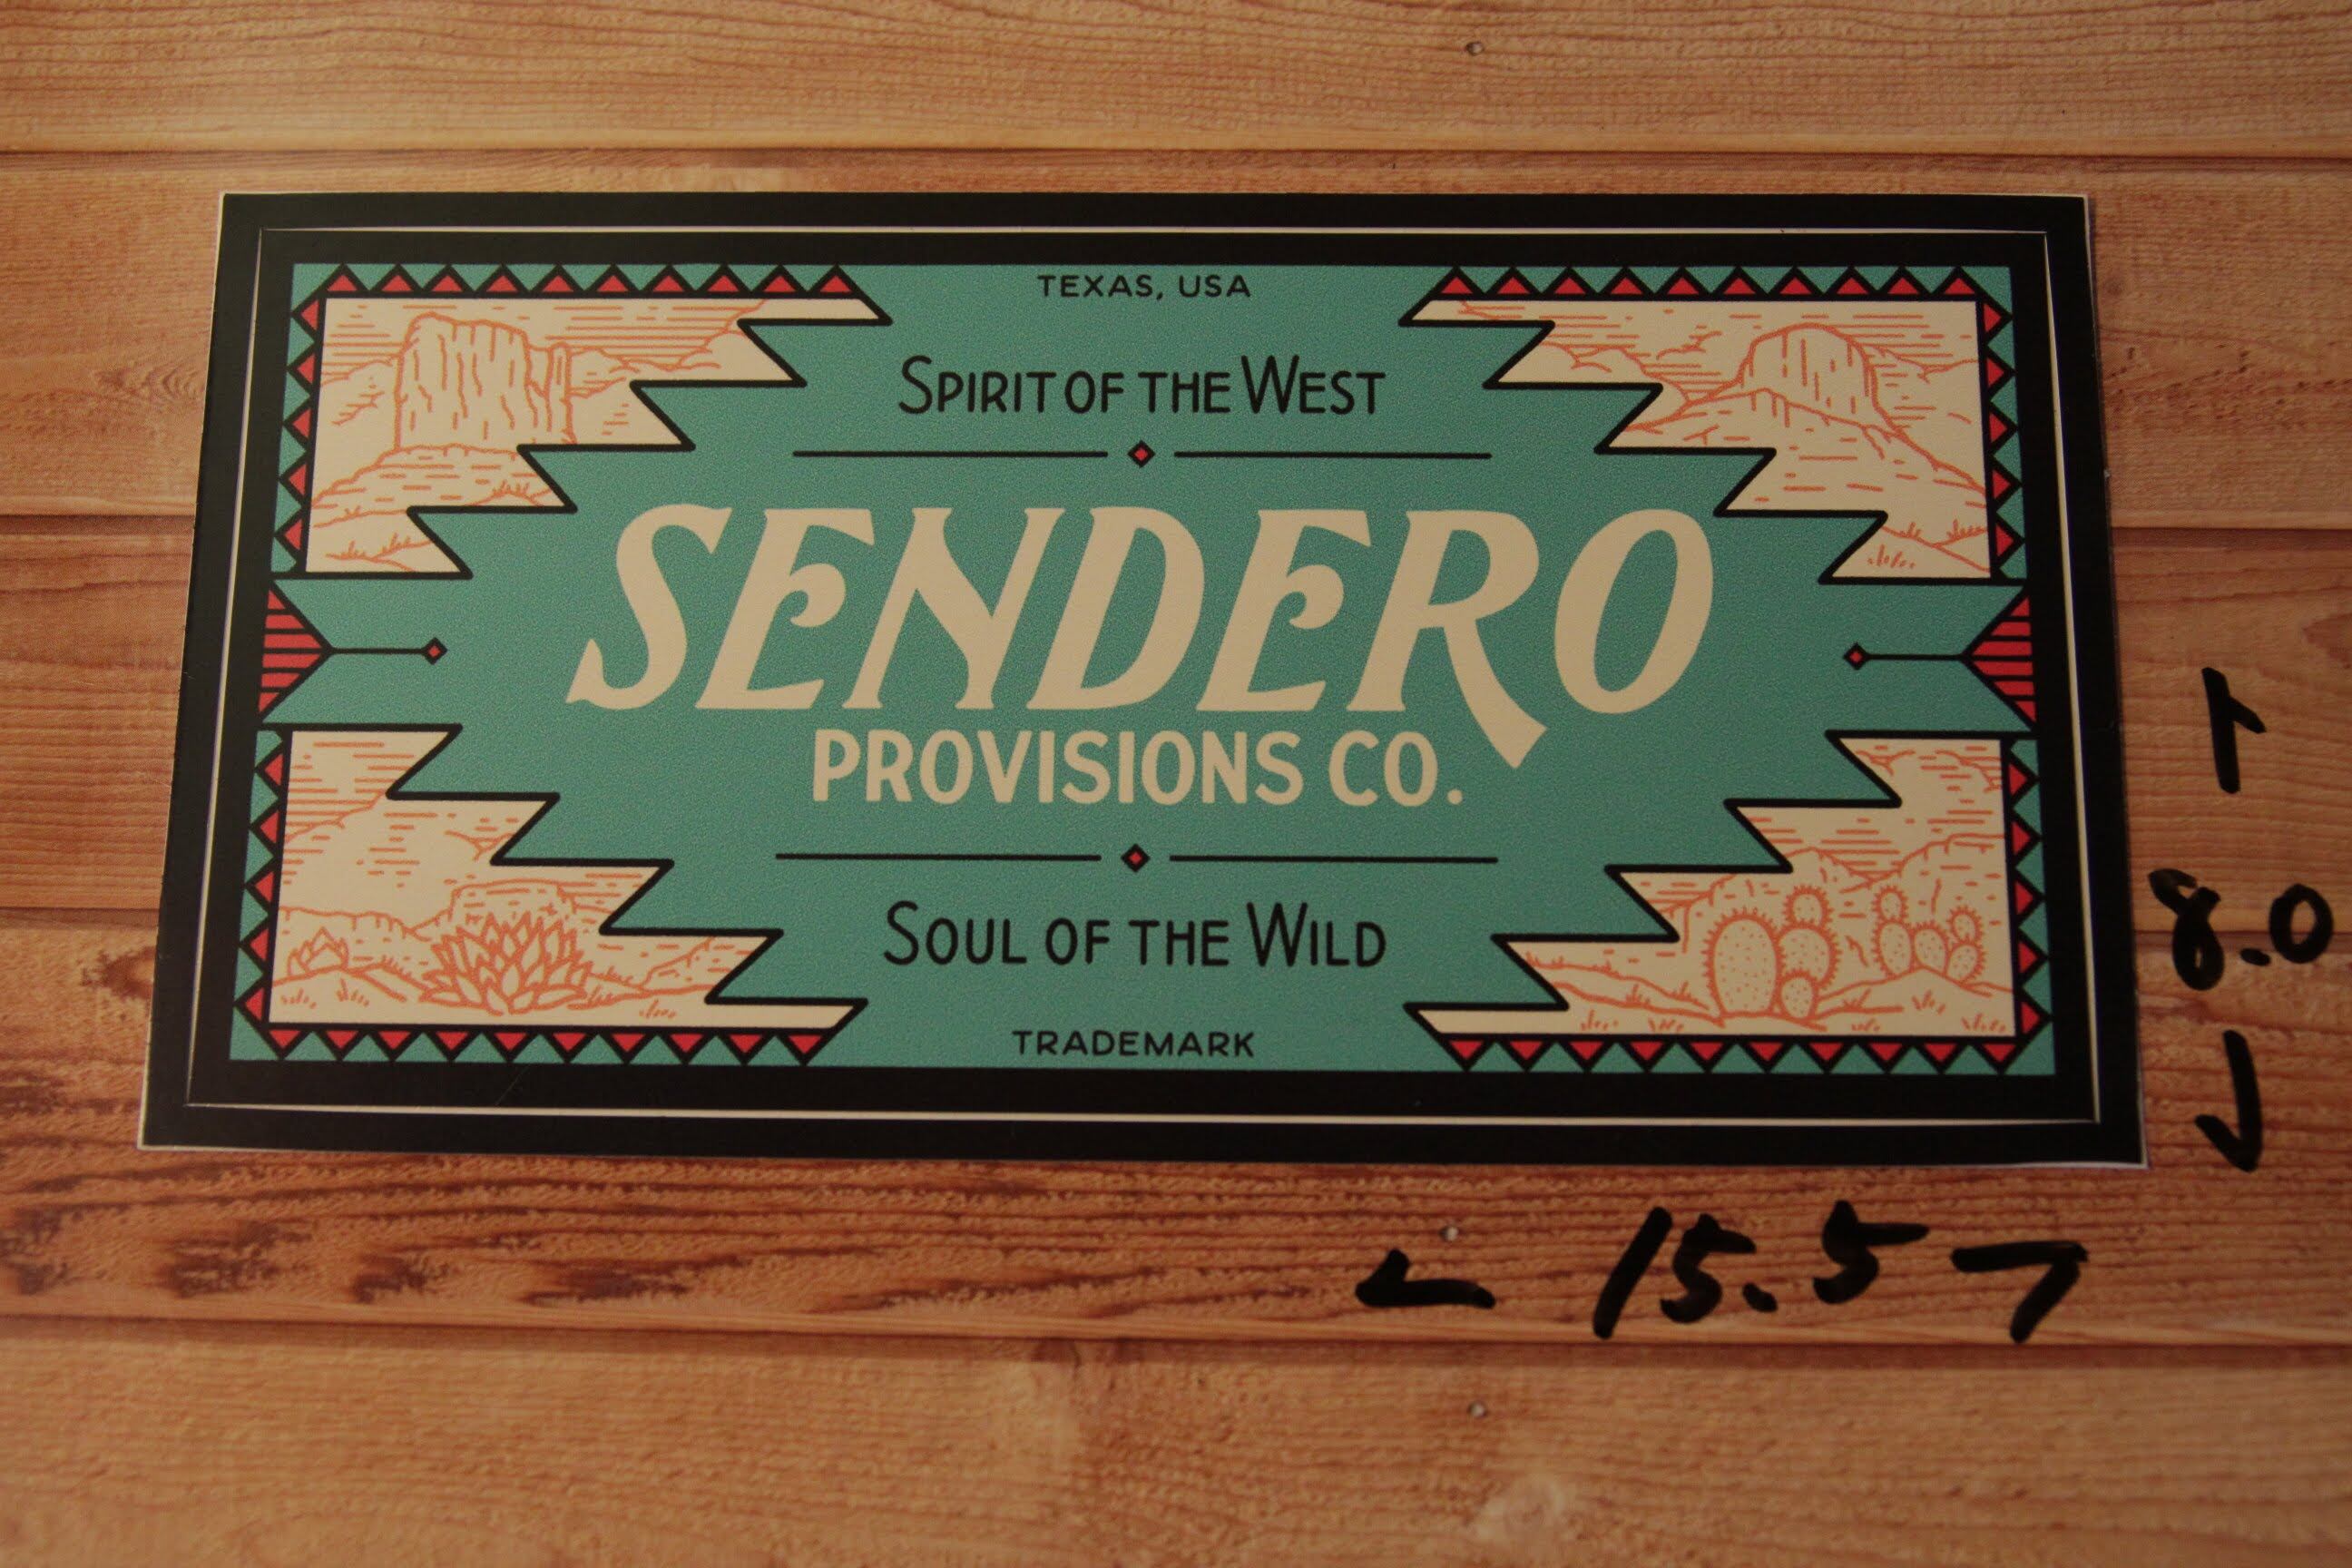 TEXAS, USA
SPIRIT OF THE WEST
SENDERO
PROVISIONS CO.
SOUL OF THE WILD
TRADEMARK
8.0
15.5